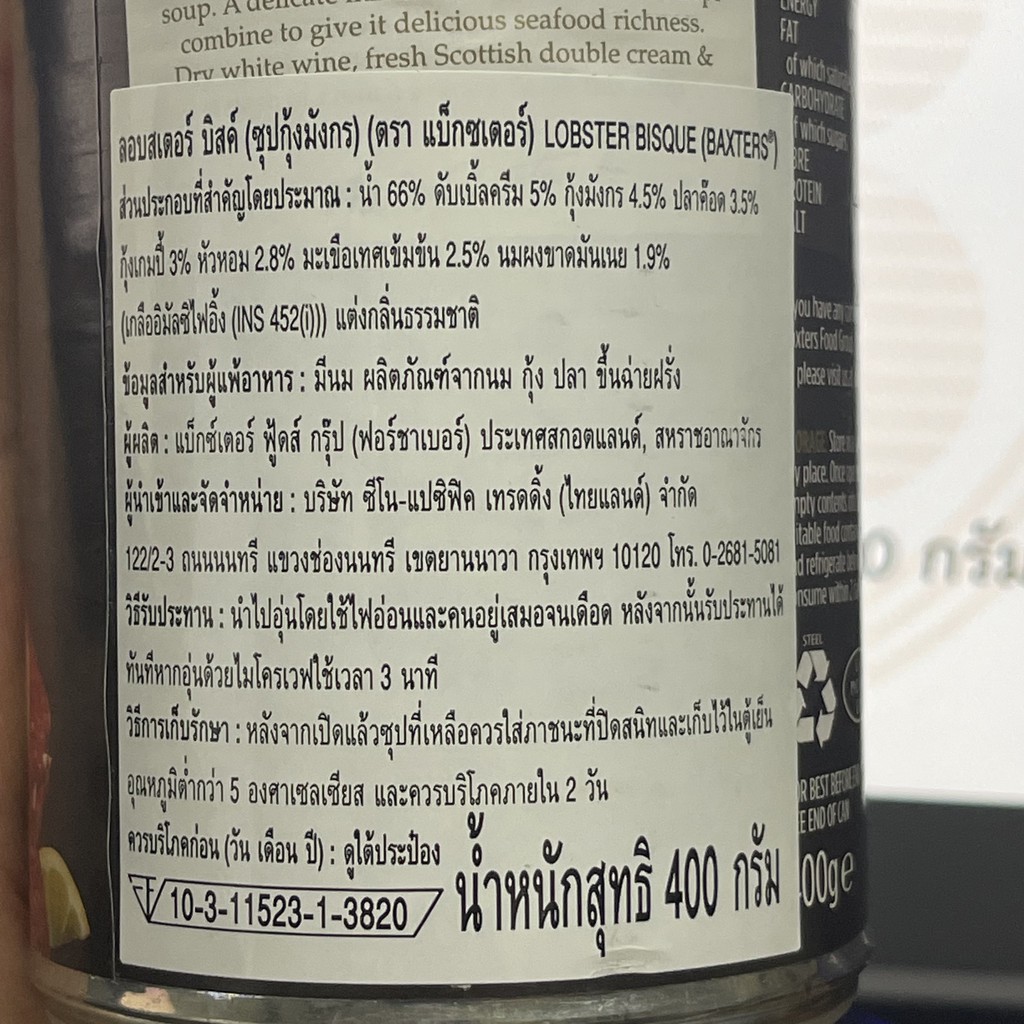 soup. A delicate
combine to give it delicious seafood richness.
Dry white wine, fresh Scottish double cream &
ลอบสเตอร์ บิสค์ (ซุปกุ้งมังกร) (ตรา แบ็กซเตอร์) LOBSTER BISQUE (BAXTERS®)
ส่วนประกอบที่สำคัญโดยประมาณ : น้ำ 66% ดับเบิ้ลครีม 5% กุ้งมังกร 4.5% ปลาค๊อด 3.5%
กุ้งเกมปี้ 3% หัวหอม 2.8% มะเขือเทศเข้มข้น 2.5% นมผงขาดมันเนย 1.9%
(เกลืออิมัลซิไฟอิ้ง (INS 452(i))) แต่งกลิ่นธรรมชาติ
ข้อมูลสำหรับผู้แพ้อาหาร : มีนม ผลิตภัณฑ์จากนม กุ้ง ปลา ขึ้นฉ่ายฝรั่ง
ผู้ผลิต : แบ็กซ์เตอร์ ฟู้ดส์ กรุ๊ป (ฟอร์ชาเบอร์) ประเทศสกอตแลนด์, สหราชอาณาจักร
ผู้นำเข้าและจัดจำหน่าย : บริษัท ซีโน-แปซิฟิค เทรดดิ้ง (ไทยแลนด์) จำกัด
122/2-3 ถนนนนทรี แขวงช่องนนทรี เขตยานนาวา กรุงเทพฯ 10120 โทร. 0-2681-5081
วิธีรับประทาน : นำไปอุ่นโดยใช้ไฟอ่อนและคนอยู่เสมอจนเดือด หลังจากนั้นรับประทานได้
ทันทีหากอุ่นด้วยไมโครเวฟใช้เวลา 3 นาที
วิธีการเก็บรักษา : หลังจากเปิดแล้วซุปที่เหลือควรใส่ภาชนะที่ปิดสนิทและเก็บไว้ในตู้เย็น
อุณหภูมิต่ำกว่า 5 องศาเซลเซียส และควรบริโภคภายใน 2 วัน
ควรบริโภคก่อน (วัน เดือน ปี) : ดูใต้ประป๋อง
10-3-11523-1-3820
น้ำหนักสุทธิ 400 กรัม
ENERGY
FAT
of which
CARBOHYDRATE
which sugars
you have any
please visit
Store
place. Once
contents
refrigerate
within
STEEL
BEST BEFORE
END OF CAN
00g e
0 กรัม